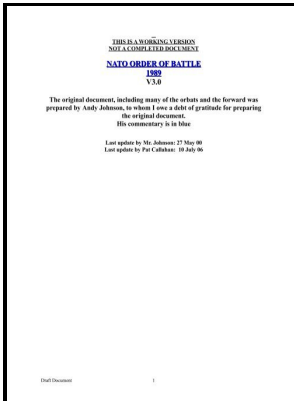 THIS IS A WORKING VERSION
NOT A COMPLETED DOCUMENT
NATO ORDER OF BATTLE
1989
V3.0
The original document, including many of the orbats and the forward was
prepared by Andy Johnson, to whom I owe a debt of gratitude for preparing
the original document.
His commentary is in blue
Last update by Mr. Johnson: 27 May 00
Last update by Pat Callahan: 10 July 06
Draft Document 1